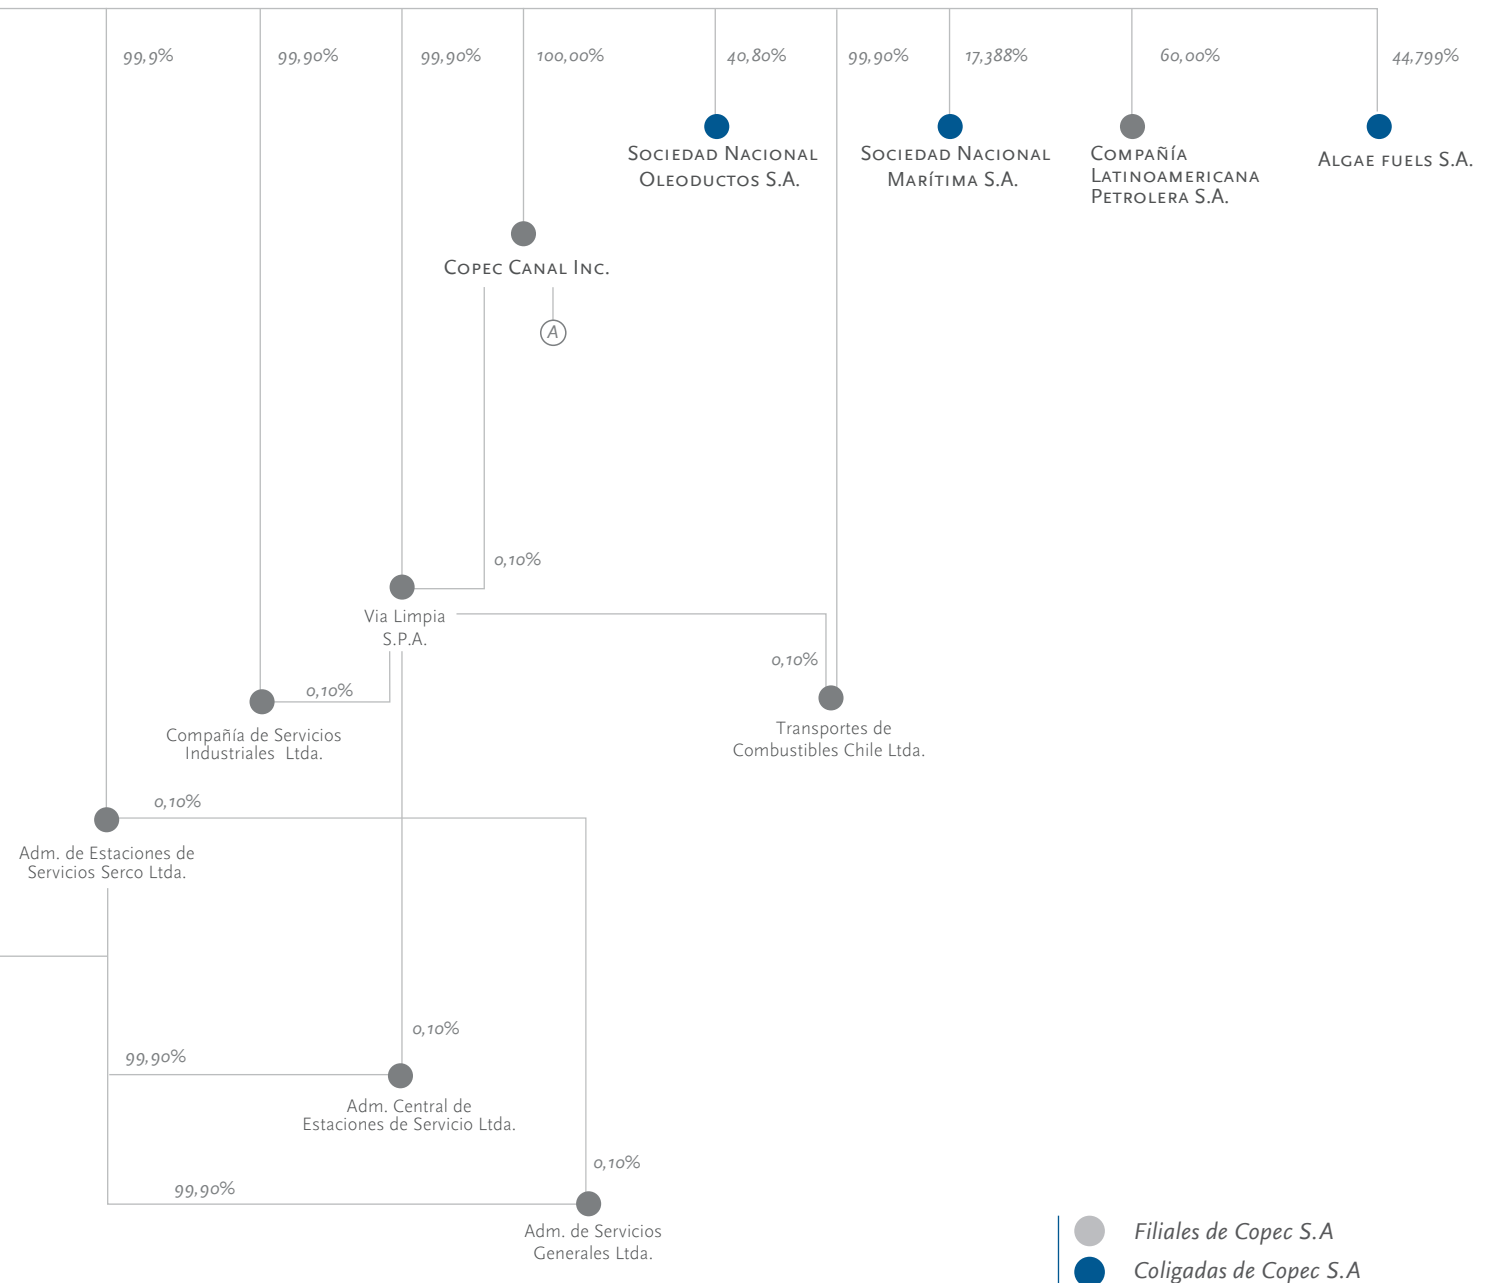 99,9%
99,90%
99,90%
100,00%
40,80%
99,90%
17,388%
60,00%
44,799%
Sociedad Nacional
Oleoductos S.A.
Sociedad Nacional
Marítima S.A.
Compañía
Latinoamericana
Petrolera S.A.
Algae fuels S.A.
Copec Canal Inc.
A
0,10%
Via Limpia
S.P.A.
0,10%
0,10%
Compañía de Servicios
Industriales Ltda.
Transportes de
Combustibles Chile Ltda.
0,10%
Adm. de Estaciones de
Servicios Serco Ltda.
0,10%
99,90%
Adm. Central de
Estaciones de Servicio Ltda.
0,10%
99,90%
Adm. de Servicios
Generales Ltda.
Filiales de Copec S.A
Coligadas de Copec S.A